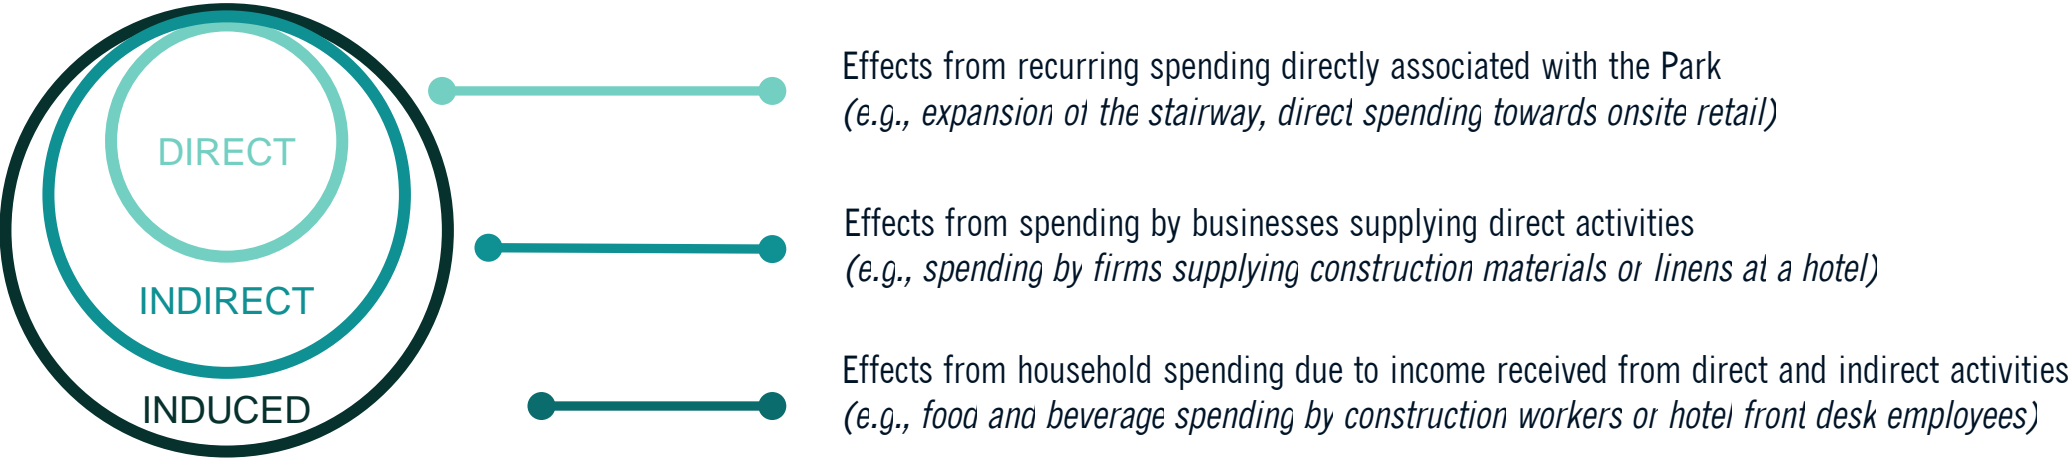 DIRECT
INDIRECT
INDUCED
Effects from recurring spending directly associated with the Park
(e.g., expansion of the stairway, direct spending towards onsite retail)
Effects from spending by businesses supplying direct activities
(e.g., spending by firms supplying construction materials or linens at a hotel)
Effects from household spending due to income received from direct and indirect activities
(e.g., food and beverage spending by construction workers or hotel front desk employees)